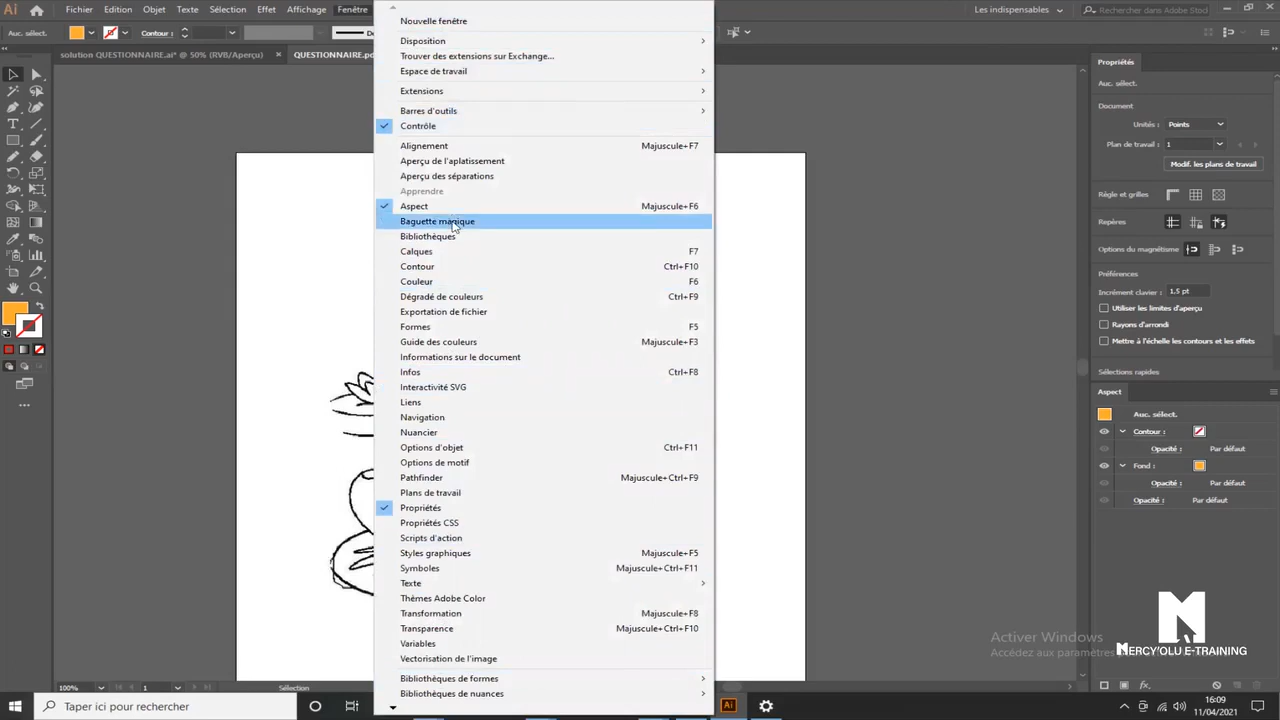 Fichier Edition Objet Texte Sélection Effet Affichage Fenêtre
Les indispensables
Rechercher dans Adobe Stock
Auc. sélect.
Contour :
solution QUESTIONNAIRE.ai* @ 50% (RVB/Aperçu) ×
QUESTIONNAIRE.pd
Nouvelle fenêtre
Disposition
Trouver des extensions sur Exchange...
Espace de travail
Extensions
Barres d'outils
Contrôle
Alignement Majuscule+F7
Aperçu de l'aplatissement
Aperçu des séparations
Apprendre
Aspect Majuscule+F6
Baguette magique
Bibliothèques
Calques F7
Contour Ctrl+F10
Couleur F6
Dégradé de couleurs Ctrl+F9
Exportation de fichier
Formes F5
Guide des couleurs Majuscule+F3
Informations sur le document
Infos Ctrl+F8
Interactivité SVG
Liens
Navigation
Nuancier
Options d'objet Ctrl+F11
Options de motif
Pathfinder Majuscule+Ctrl+F9
Plans de travail
Propriétés
Propriétés CSS
Scripts d'action
Styles graphiques Majuscule+F5
Symboles Majuscule+Ctrl+F11
Texte
Thèmes Adobe Color
Transformation Majuscule+F8
Transparence Majuscule+Ctrl+F10
Variables
Vectorisation de l'image
Bibliothèques de formes
Bibliothèques de nuances
Propriétés
Auc. sélect.
Document
Unités : Points
Plan de travail : 1
Modif. les plans de travail
Règle et grilles
Repères
Options du magnétisme
Préférences
Incrément clavier : 1,5 pt
Utiliser les limites d'aperçu
Rayons d'arrondi
Mettre à l'échelle les contours et les effets
Sélections rapides
Aspect
Auc. sélect.
Contour :
Opacité : Par défaut
Fond :
Opacité : Par défaut
Opacité : Par défaut
Activer Windows
Accédez aux paramètres
MERCY'OLU E-TRAINING
100% 1 Sélection
Taper ici pour rechercher
Ai
16:09
11/04/2021